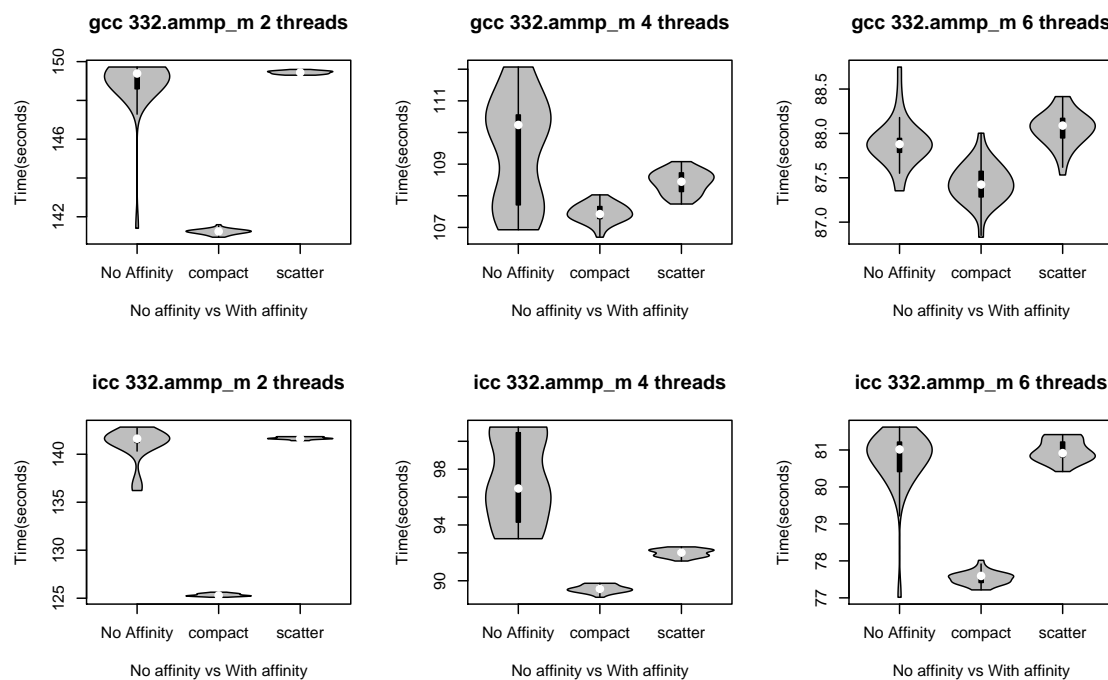 gcc 332.ammp_m 2 threads
Time(seconds)
150
146
142
No Affinity compact scatter
No affinity vs With affinity
gcc 332.ammp_m 4 threads
Time(seconds)
111
109
107
No Affinity compact scatter
No affinity vs With affinity
gcc 332.ammp_m 6 threads
Time(seconds)
88.5
88.0
87.5
87.0
No Affinity compact scatter
No affinity vs With affinity
icc 332.ammp_m 2 threads
Time(seconds)
140
135
130
125
No Affinity compact scatter
No affinity vs With affinity
icc 332.ammp_m 4 threads
Time(seconds)
98
94
90
No Affinity compact scatter
No affinity vs With affinity
icc 332.ammp_m 6 threads
Time(seconds)
81
80
79
78
77
No Affinity compact scatter
No affinity vs With affinity